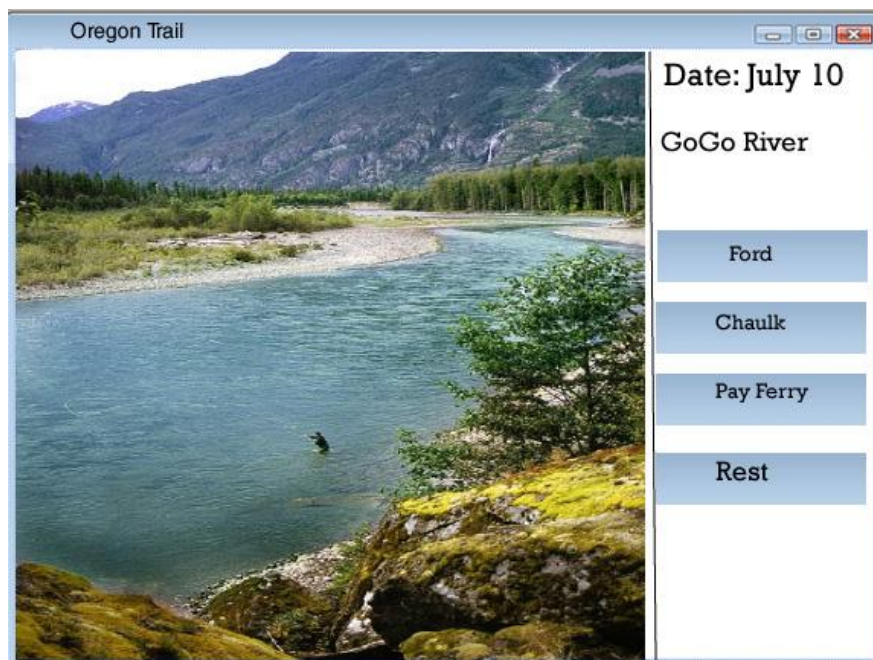 Oregon Trail
Date: July 10
GoGo River
Ford
Chaulk
Pay Ferry
Rest